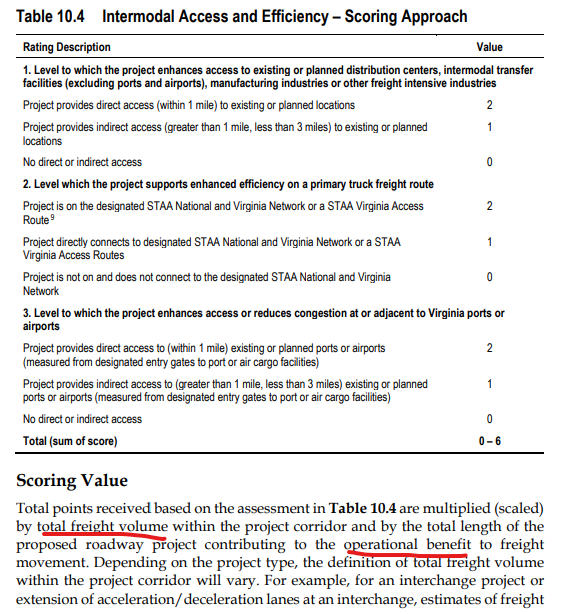 Table 10.4 Intermodal Access and Efficiency – Scoring Approach
Rating Description Value
1. Level to which the project enhances access to existing or planned distribution centers, intermodal transfer
facilities (excluding ports and airports), manufacturing industries or other freight intensive industries
Project provides direct access (within 1 mile) to existing or planned locations 2
Project provides indirect access (greater than 1 mile, less than 3 miles) to existing or planned 1
locations
No direct or indirect access 0
2. Level which the project supports enhanced efficiency on a primary truck freight route
Project is on the designated STAA National and Virginia Network or a STAA Virginia Access 2
Route 9
Project directly connects to designated STAA National and Virginia Network or a STAA 1
Virginia Access Routes
Project is not on and does not connect to the designated STAA National and Virginia 0
Network
3. Level to which the project enhances access or reduces congestion at or adjacent to Virginia ports or
airports
Project provides direct access to (within 1 mile) existing or planned ports or airports 2
(measured from designated entry gates to port or air cargo facilities)
Project provides indirect access to (greater than 1 mile, less than 3 miles) existing or planned 1
ports or airports (measured from designated entry gates to port or air cargo facilities)
No direct or indirect access 0
Total (sum of score) 0 – 6
Scoring Value
Total points received based on the assessment in Table 10.4 are multiplied (scaled)
by total freight volume within the project corridor and by the total length of the
proposed roadway project contributing to the operational benefit to freight
movement. Depending on the project type, the definition of total freight volume
within the project corridor will vary. For example, for an interchange project or
extension of acceleration/deceleration lanes at an interchange, estimates of freight